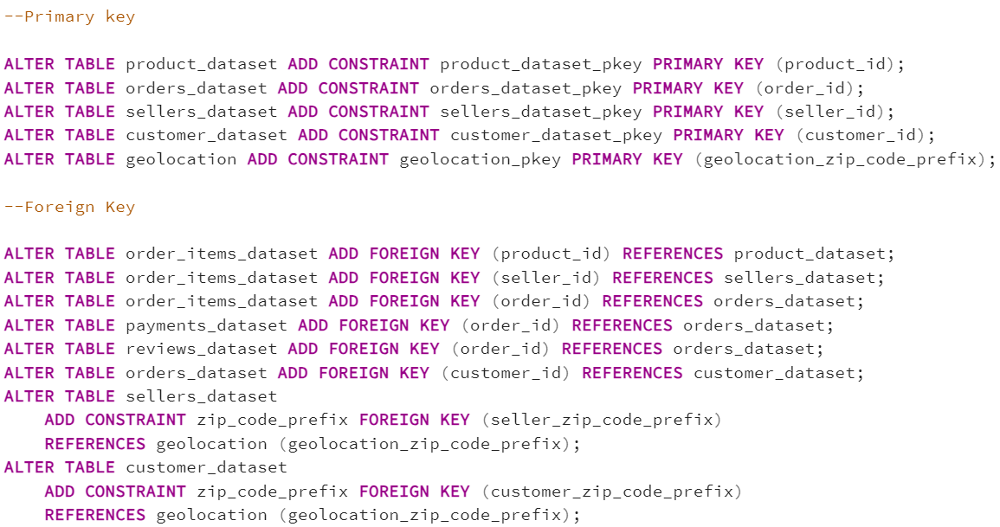 --Primary key
ALTER TABLE product_dataset ADD CONSTRAINT product_dataset_pkey PRIMARY KEY (product_id);
ALTER TABLE orders_dataset ADD CONSTRAINT orders_dataset_pkey PRIMARY KEY (order_id);
ALTER TABLE sellers_dataset ADD CONSTRAINT sellers_dataset_pkey PRIMARY KEY (seller_id);
ALTER TABLE customer_dataset ADD CONSTRAINT customer_dataset_pkey PRIMARY KEY (customer_id);
ALTER TABLE geolocation ADD CONSTRAINT geolocation_pkey PRIMARY KEY (geolocation_zip_code_prefix);
--Foreign Key
ALTER TABLE order_items_dataset ADD FOREIGN KEY (product_id) REFERENCES product_dataset;
ALTER TABLE order_items_dataset ADD FOREIGN KEY (seller_id) REFERENCES sellers_dataset;
ALTER TABLE order_items_dataset ADD FOREIGN KEY (order_id) REFERENCES orders_dataset;
ALTER TABLE payments_dataset ADD FOREIGN KEY (order_id) REFERENCES orders_dataset;
ALTER TABLE reviews_dataset ADD FOREIGN KEY (order_id) REFERENCES orders_dataset;
ALTER TABLE orders_dataset ADD FOREIGN KEY (customer_id) REFERENCES customer_dataset;
ALTER TABLE sellers_dataset
    ADD CONSTRAINT zip_code_prefix FOREIGN KEY (seller_zip_code_prefix)
    REFERENCES geolocation (geolocation_zip_code_prefix);
ALTER TABLE customer_dataset
    ADD CONSTRAINT zip_code_prefix FOREIGN KEY (customer_zip_code_prefix)
    REFERENCES geolocation (geolocation_zip_code_prefix);